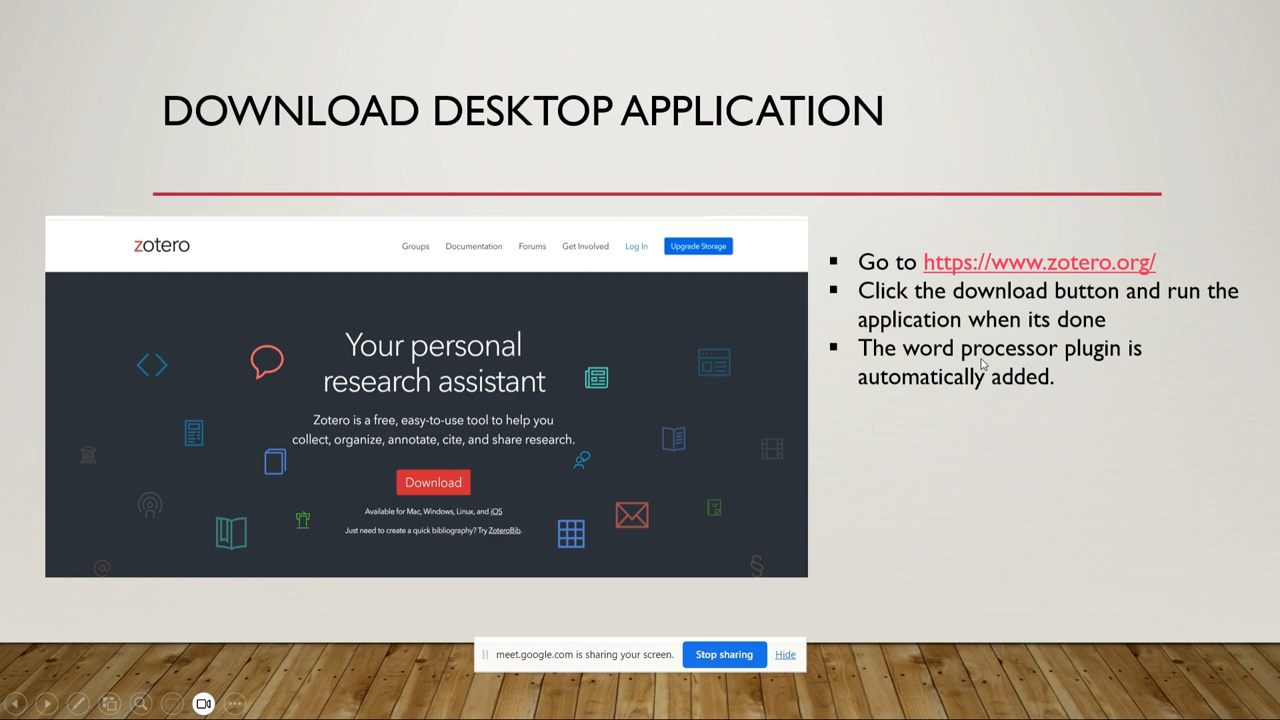 DOWNLOAD DESKTOP APPLICATION
zotero
Groups Documentation Forums Get Involved Log In Upgrade Storage
Your personal
research assistant
Zotero is a free, easy-to-use tool to help you
collect, organize, annotate, cite, and share research.
Download
Available for Mac, Windows, Linux, and iOS
Just need to create a quick bibliography? Try ZoteroBib.
Go to https://www.zotero.org/
Click the download button and run the
application when its done
The word processor plugin is
automatically added.
meet.google.com is sharing your screen. Stop sharing Hide